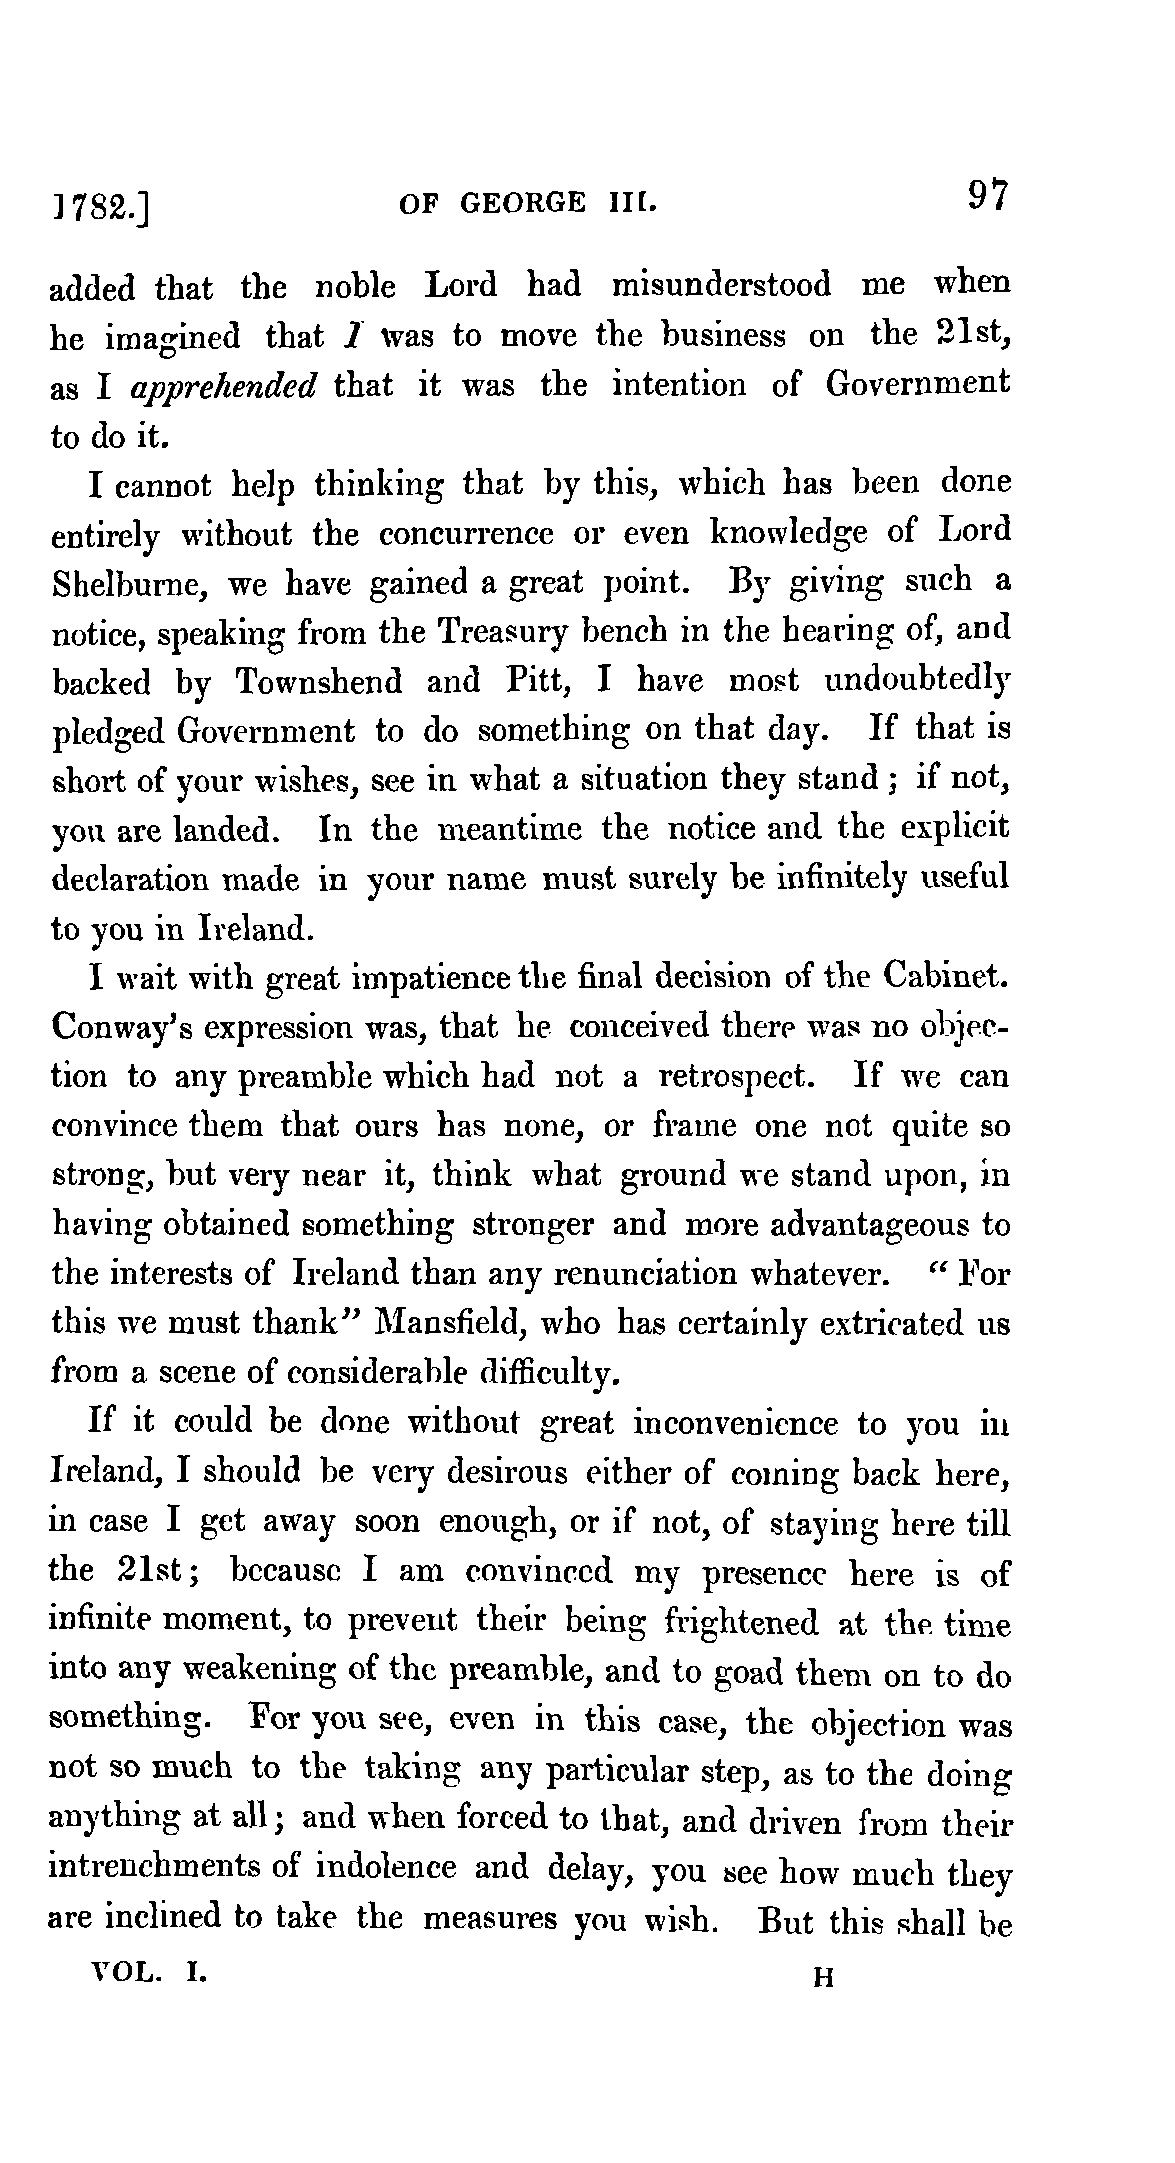 1782.] OF GEORGE III. 97
added that the noble Lord had misunderstood me when
he imagined that I was to move the business on the 21st,
as I apprehended that it was the intention of Government
to do it.
I cannot help thinking that by this, which has been done
entirely without the concurrence or even knowledge of Lord
Shelburne, we have gained a great point. By giving such a
notice, speaking from the Treasury bench in the hearing of, and
backed by Townshend and Pitt, I have most undoubtedly
pledged Government to do something on that day. If that is
short of your wishes, see in what a situation they stand; if not,
you are landed. In the meantime the notice and the explicit
declaration made in your name must surely be infinitely useful
to you in Ireland.
I wait with great impatience the final decision of the Cabinet.
Conway's expression was, that he conceived there was no objec-
tion to any preamble which had not a retrospect. If we can
convince them that ours has none, or frame one not quite so
strong, but very near it, think what ground we stand upon, in
having obtained something stronger and more advantageous to
the interests of Ireland than any renunciation whatever. "For
this we must thank" Mansfield, who has certainly extricated us
from a scene of considerable difficulty.
If it could be done without great inconvenience to you in
Ireland, I should be very desirous either of coming back here,
in case I get away soon enough, or if not, of staying here till
the 21st; because I am convinced my presence here is of
infinite moment, to prevent their being frightened at the time
into any weakening of the preamble, and to goad them on to do
something. For you see, even in this case, the objection was
not so much to the taking any particular step, as to the doing
anything at all; and when forced to that, and driven from their
intrenchments of indolence and delay, you see how much they
are inclined to take the measures you wish. But this shall be
VOL. I. H